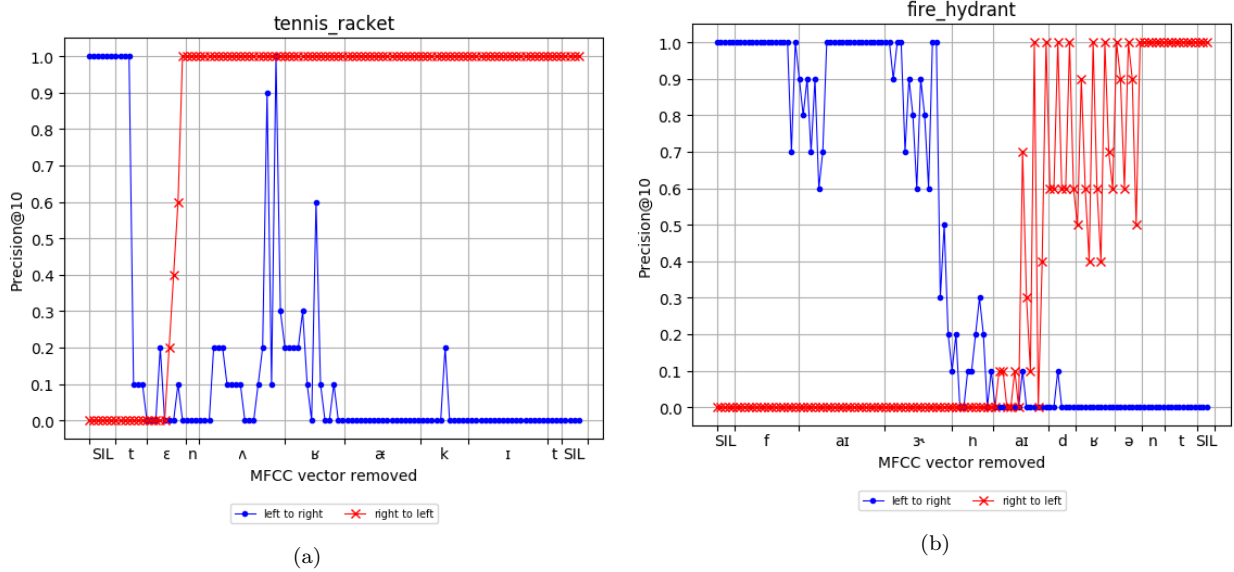 tennis_racket
1.0
0.9
0.8
0.7
0.6
0.5
0.4
0.3
0.2
0.1
0.0
Precision@10
SIL t ɛ n ʌ ʁ æ k ɪ t SIL
MFCC vector removed
left to right right to left
(a)
fire_hydrant
1.0
0.9
0.8
0.7
0.6
0.5
0.4
0.3
0.2
0.1
0.0
Precision@10
SIL f aɪ ɝ h aɪ d ʁ ə n t SIL
MFCC vector removed
left to right right to left
(b)